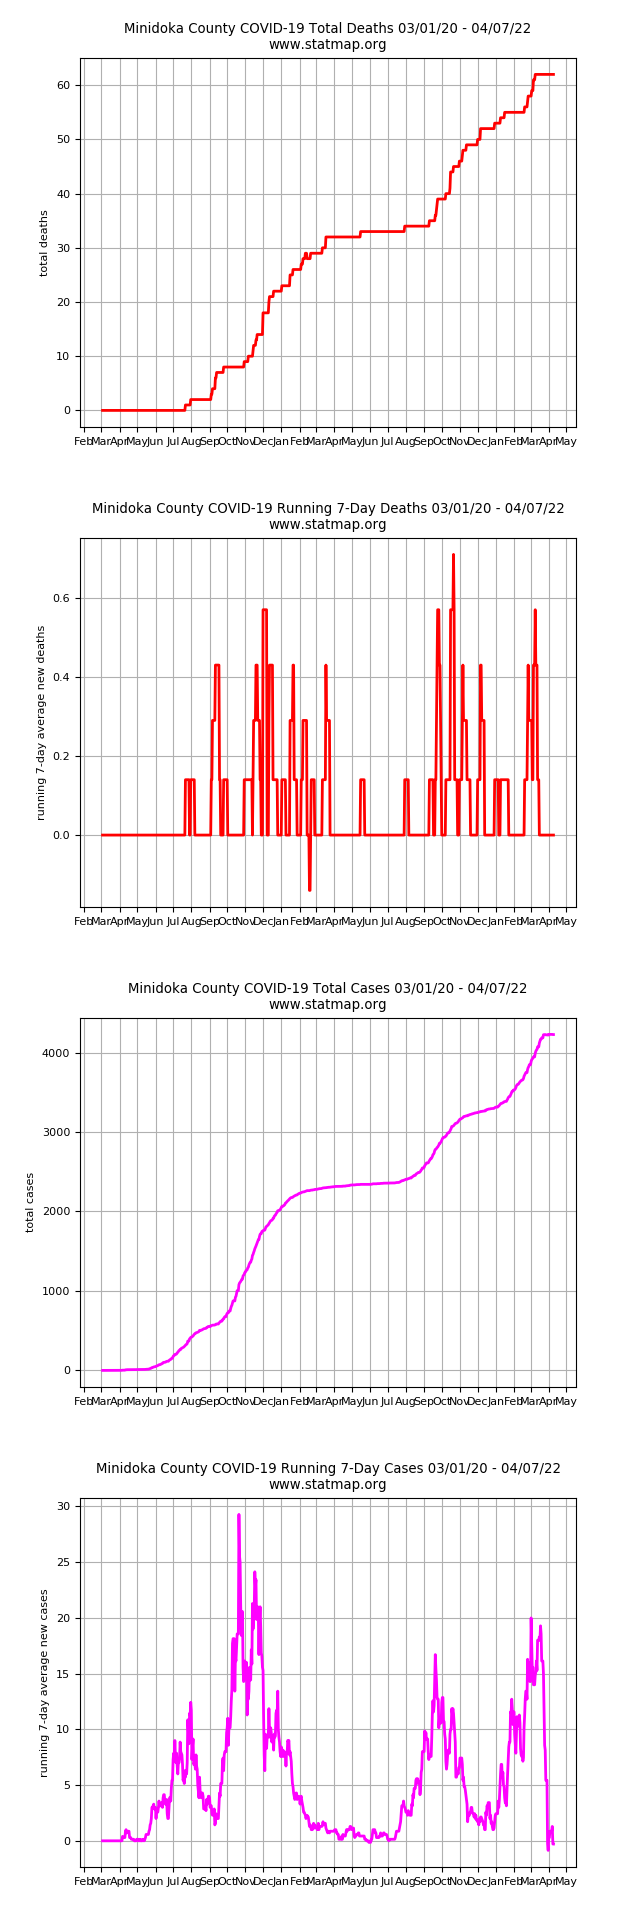 Minidoka County COVID-19 Total Deaths 03/01/20 - 04/07/22
www.statmap.org
60
50
40
30
20
10
0
total deaths
Feb Mar Apr May Jun Jul Aug Sep Oct Nov Dec Jan Feb Mar Apr May Jun Jul Aug Sep Oct Nov Dec Jan Feb Mar Apr May
Minidoka County COVID-19 Running 7-Day Deaths 03/01/20 - 04/07/22
www.statmap.org
0.6
0.4
0.2
0.0
running 7-day average new deaths
Feb Mar Apr May Jun Jul Aug Sep Oct Nov Dec Jan Feb Mar Apr May Jun Jul Aug Sep Oct Nov Dec Jan Feb Mar Apr May
Minidoka County COVID-19 Total Cases 03/01/20 - 04/07/22
www.statmap.org
4000
3000
2000
1000
0
total cases
Feb Mar Apr May Jun Jul Aug Sep Oct Nov Dec Jan Feb Mar Apr May Jun Jul Aug Sep Oct Nov Dec Jan Feb Mar Apr May
Minidoka County COVID-19 Running 7-Day Cases 03/01/20 - 04/07/22
www.statmap.org
30
25
20
15
10
5
0
running 7-day average new cases
Feb Mar Apr May Jun Jul Aug Sep Oct Nov Dec Jan Feb Mar Apr May Jun Jul Aug Sep Oct Nov Dec Jan Feb Mar Apr May